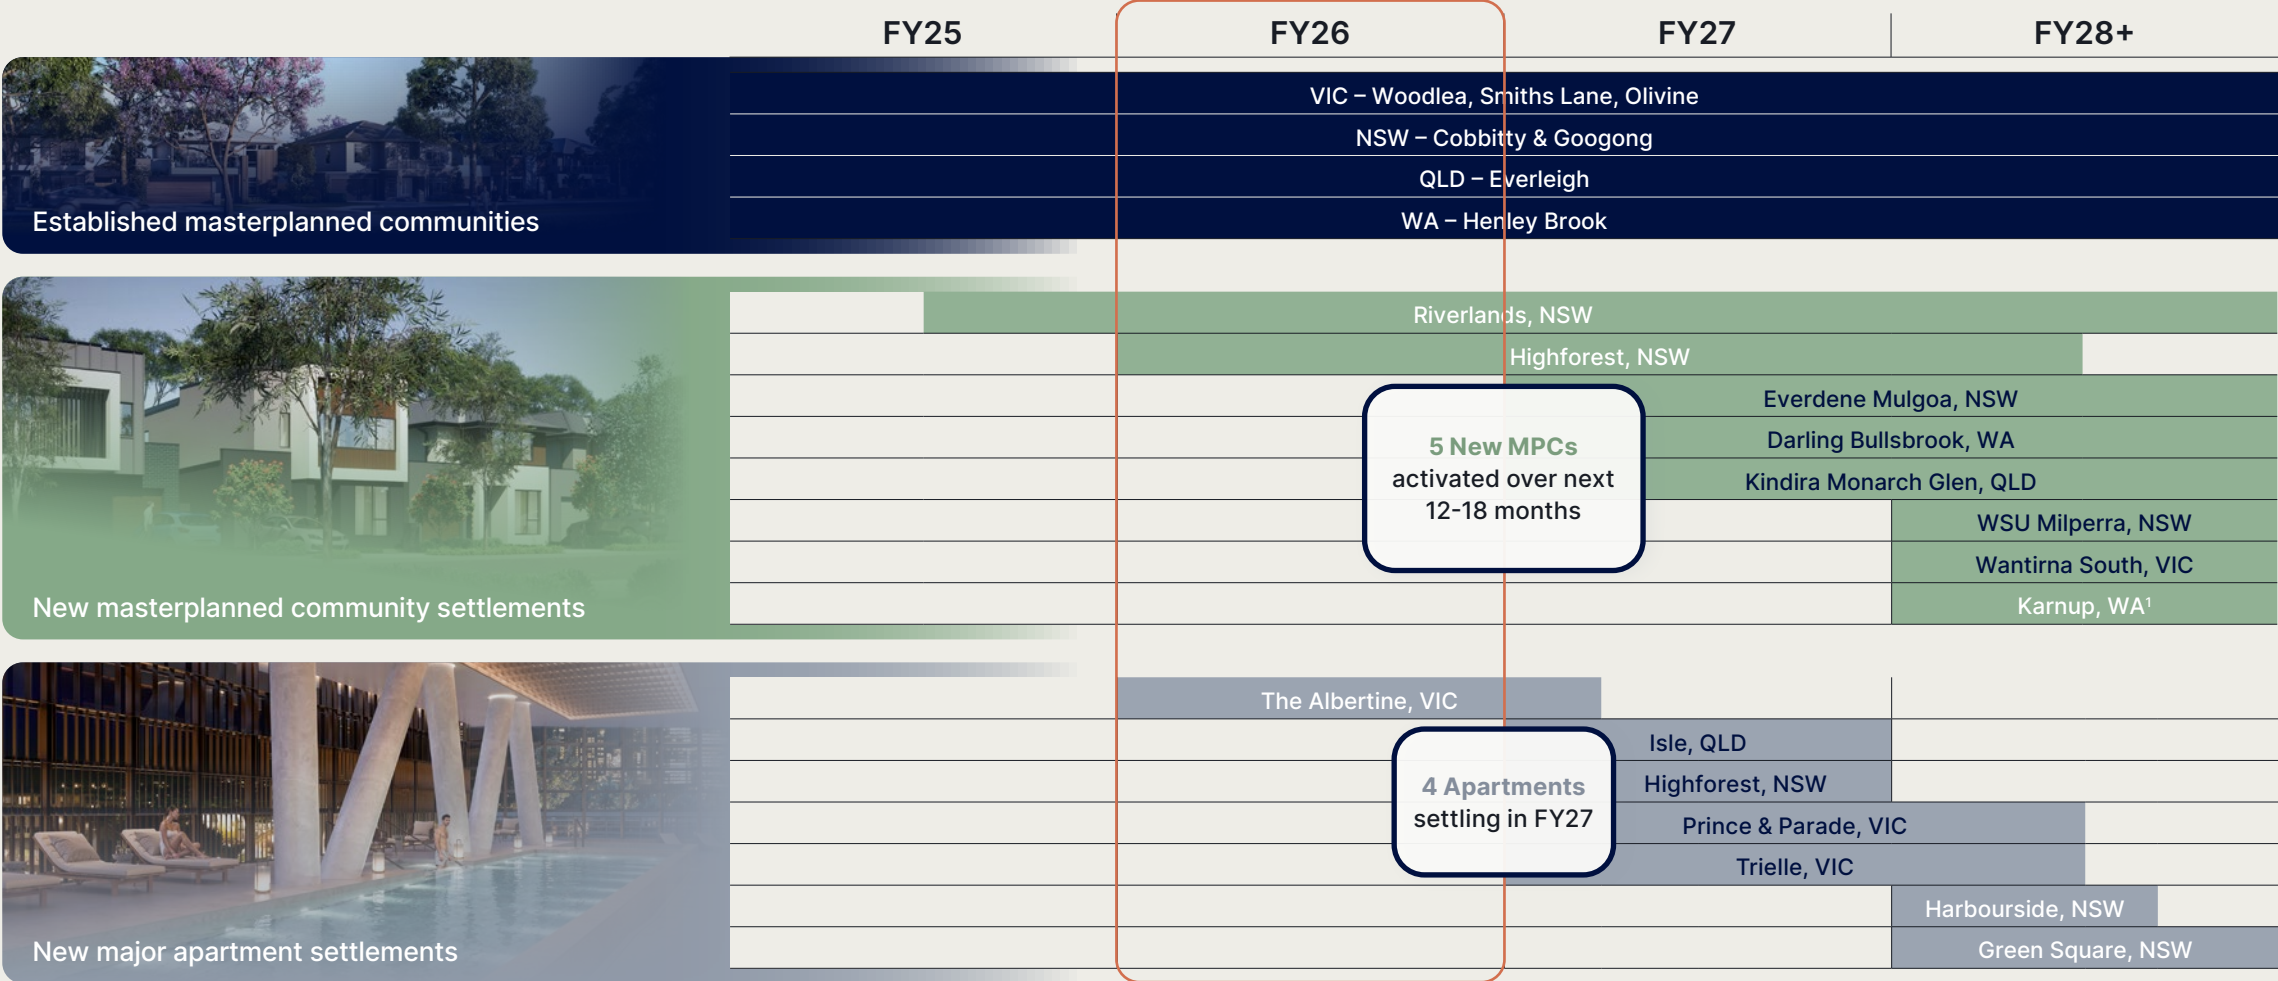 FY25
FY26
FY27
FY28+
VIC – Woodlea, Smiths Lane, Olivine
NSW – Cobbitty & Googong
QLD – Everleigh
WA – Henley Brook
Established masterplanned communities
Riverlands, NSW
Highforest, NSW
Everdene Mulgoa, NSW
Darling Bullsbrook, WA
Kindira Monarch Glen, QLD
WSU Milperra, NSW
Wantirna South, VIC
Karnup, WA¹
5 New MPCs
activated over next
12-18 months
New masterplanned community settlements
The Albertine, VIC
Isle, QLD
Highforest, NSW
Prince & Parade, VIC
Trielle, VIC
Harbourside, NSW
Green Square, NSW
4 Apartments
settling in FY27
New major apartment settlements